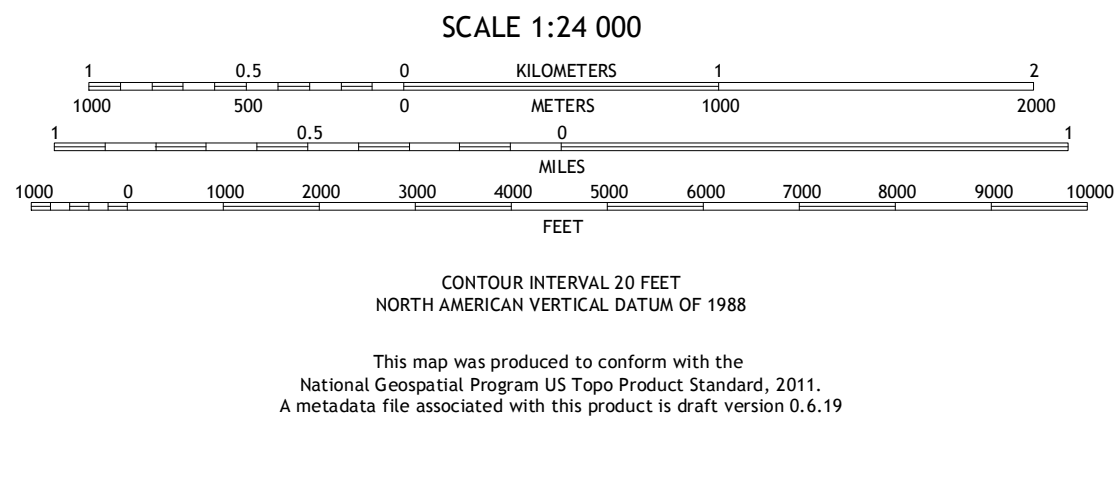 SCALE 1:24 000
1 0.5 0 KILOMETERS 1 2
1000 500 0 METERS 1000 2000
1 0.5 0 1
MILES
1000 0 1000 2000 3000 4000 5000 6000 7000 8000 9000 10000
FEET
CONTOUR INTERVAL 20 FEET
NORTH AMERICAN VERTICAL DATUM OF 1988
This map was produced to conform with the
National Geospatial Program US Topo Product Standard, 2011.
A metadata file associated with this product is draft version 0.6.19